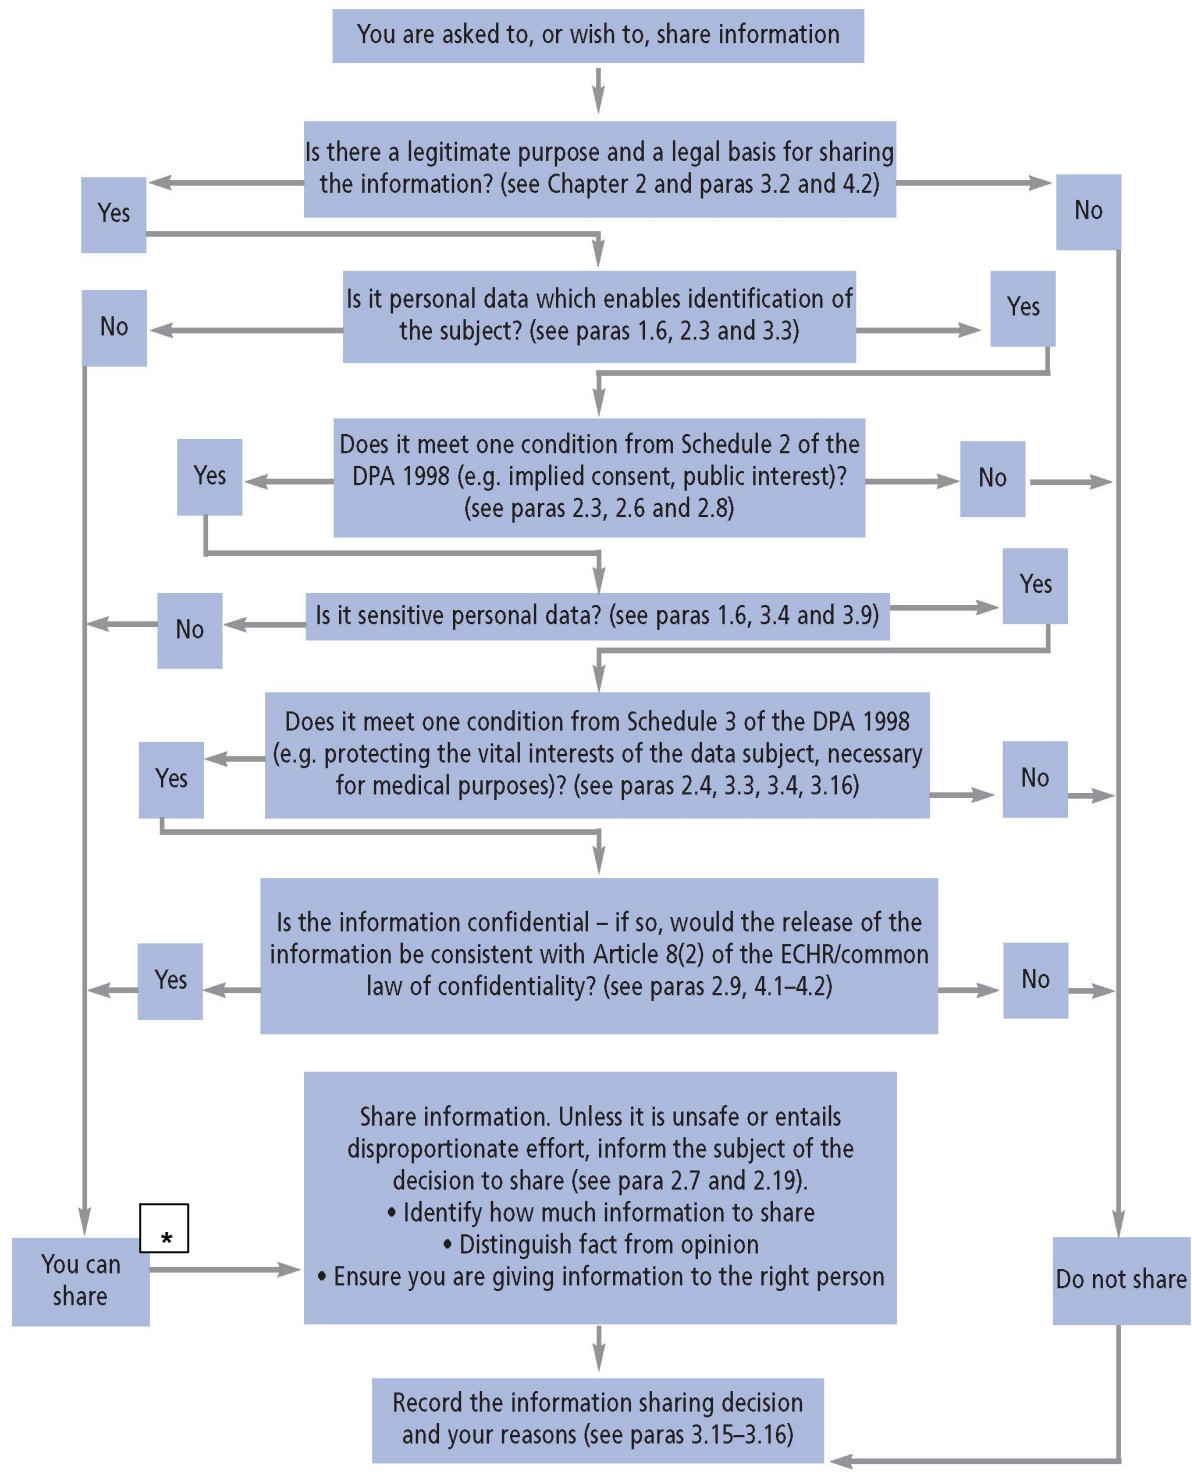 You are asked to, or wish to, share information
Is there a legitimate purpose and a legal basis for sharing
the information? (see Chapter 2 and paras 3.2 and 4.2)
Yes
No
Is it personal data which enables identification of
the subject? (see paras 1.6, 2.3 and 3.3)
No
Yes
Does it meet one condition from Schedule 2 of the
DPA 1998 (e.g. implied consent, public interest)?
(see paras 2.3, 2.6 and 2.8)
Yes
No
Is it sensitive personal data? (see paras 1.6, 3.4 and 3.9)
No
Yes
Does it meet one condition from Schedule 3 of the DPA 1998
(e.g. protecting the vital interests of the data subject, necessary
for medical purposes)? (see paras 2.4, 3.3, 3.4, 3.16)
Yes
No
Is the information confidential – if so, would the release of the
information be consistent with Article 8(2) of the ECHR/common
law of confidentiality? (see paras 2.9, 4.1–4.2)
Yes
No
Share information. Unless it is unsafe or entails
disproportionate effort, inform the subject of the
decision to share (see para 2.7 and 2.19).
• Identify how much information to share
• Distinguish fact from opinion
• Ensure you are giving information to the right person
*
You can
share
Do not share
Record the information sharing decision
and your reasons (see paras 3.15–3.16)